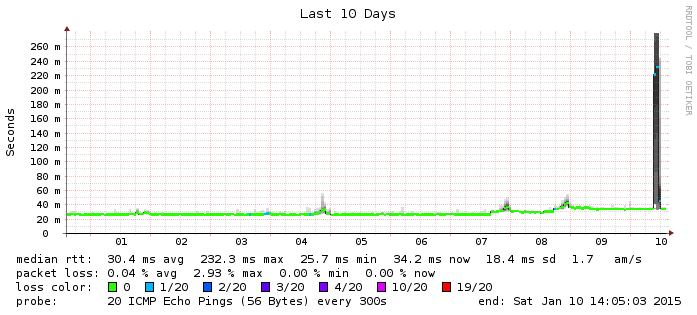 Last 10 Days
RRDTOOL / TOBI OETIKER
Seconds
260 m
240 m
220 m
200 m
180 m
160 m
140 m
120 m
100 m
80 m
60 m
40 m
20 m
0
01 02 03 04 05 06 07 08 09 10
median rtt: 30.4 ms avg 232.3 ms max 25.7 ms min 34.2 ms now 18.4 ms sd 1.7 am/s
packet loss: 0.04 % avg 2.93 % max 0.00 % min 0.00 % now
loss color: 0 1/20 2/20 3/20 4/20 10/20 19/20
probe: 20 ICMP Echo Pings (56 Bytes) every 300s end: Sat Jan 10 14:05:03 2015